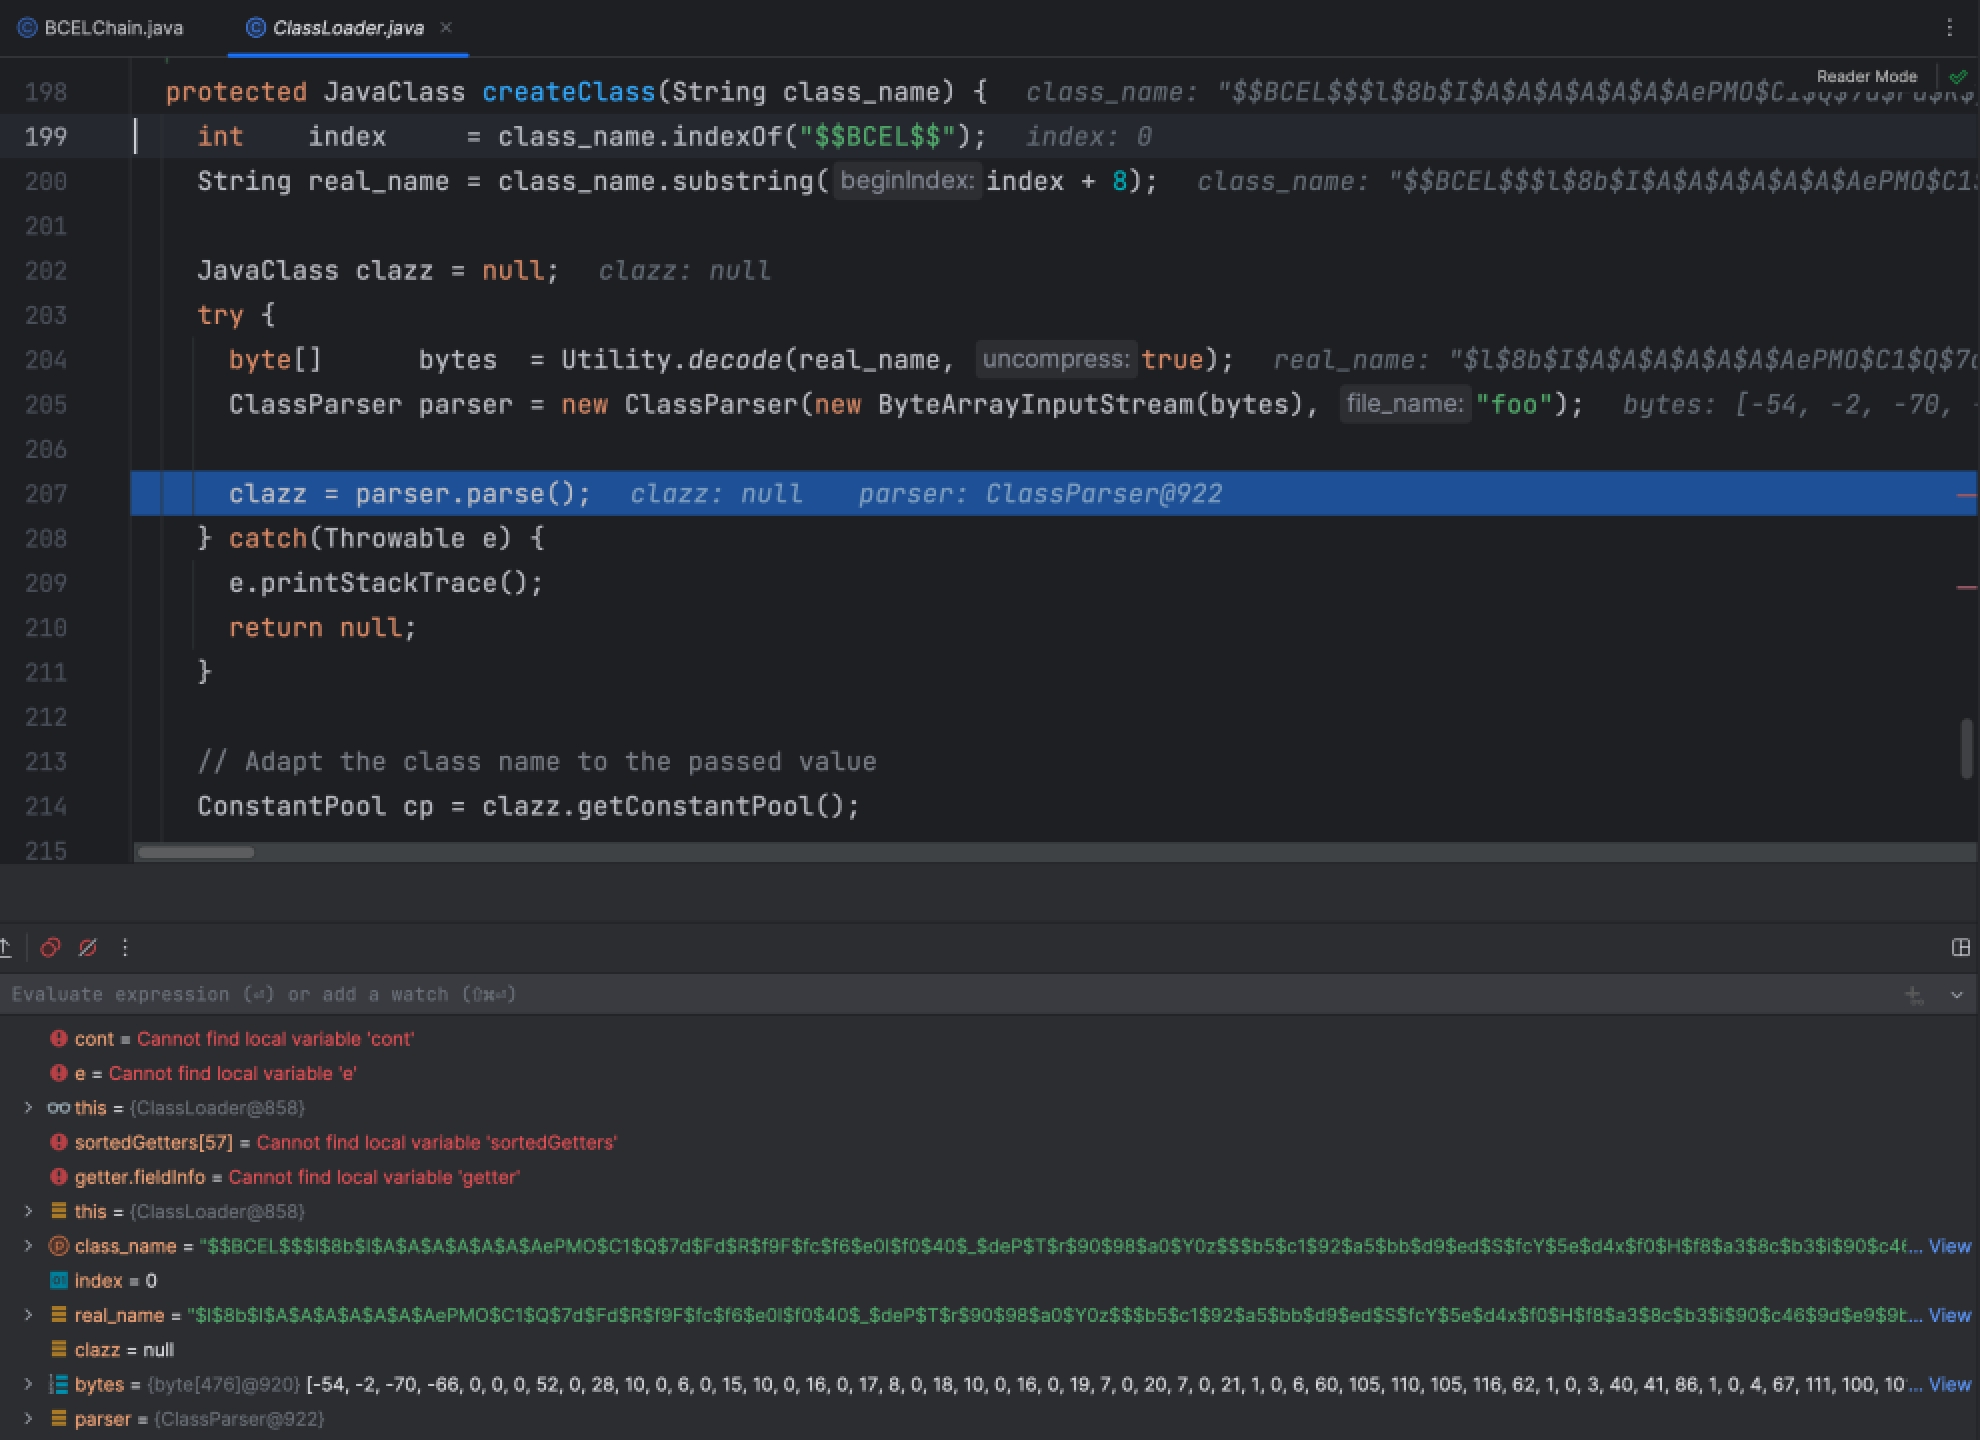 BCELChain.java ClassLoader.java
Reader Mode
198 protected JavaClass createClass(String class_name) { class_name: "$$BCEL$$$l$8b$I$A$A$A$A$A$A$AePMO$C1$Q$7d$Fd$R$
199 int index = class_name.indexOf("$$BCEL$$"); index: 0
200 String real_name = class_name.substring( beginIndex: index + 8); class_name: "$$BCEL$$$l$8b$I$A$A$A$A$A$A$AePMO$C1$
201
202 JavaClass clazz = null; clazz: null
203 try {
204 byte[] bytes = Utility.decode(real_name, uncompress: true); real_name: "$l$8b$I$A$A$A$A$A$A$AePMO$C1$Q$7d
205 ClassParser parser = new ClassParser(new ByteArrayInputStream(bytes), file_name: "foo"); bytes: [-54, -2, -70, -
206
207 clazz = parser.parse(); clazz: null parser: ClassParser@922
208 } catch(Throwable e) {
209 e.printStackTrace();
210 return null;
211 }
212
213 // Adapt the class name to the passed value
214 ConstantPool cp = clazz.getConstantPool();
215
Evaluate expression (⏎) or add a watch (⇧⌘⏎)
cont = Cannot find local variable 'cont'
e = Cannot find local variable 'e'
this = {ClassLoader@858}
sortedGetters[57] = Cannot find local variable 'sortedGetters'
getter.fieldInfo = Cannot find local variable 'getter'
this = {ClassLoader@858}
class_name = "$$BCEL$$$l$8b$I$A$A$A$A$A$A$AePMO$C1$Q$7d$Fd$R$f9F$fc$f6$e0l$f0$40$_$deP$T$r$90$98$a0$Y0z$$$b5$c1$92$a5$bb$d9$ed$S$fcY$5e$d4x$f0$H$f8$a3$8c$b3$i$90$c4f... View
index = 0
real_name = "$l$8b$I$A$A$A$A$A$A$AePMO$C1$Q$7d$Fd$R$f9F$fc$f6$e0l$f0$40$_$deP$T$r$90$98$a0$Y0z$$$b5$c1$92$a5$bb$d9$ed$S$fcY$5e$d4x$f0$H$f8$a3$8c$b3$i$90$c46$9d$e9$9b... View
clazz = null
bytes = {byte[476]@920} [-54, -2, -70, -66, 0, 0, 0, 52, 0, 28, 10, 0, 6, 0, 15, 10, 0, 16, 0, 17, 8, 0, 18, 10, 0, 16, 0, 19, 7, 0, 20, 7, 0, 21, 1, 0, 6, 60, 105, 110, 105, 116, 62, 1, 0, 3, 40, 41, 86, 1, 0, 4, 67, 111, 100, 10... View
parser = {ClassParser@922}